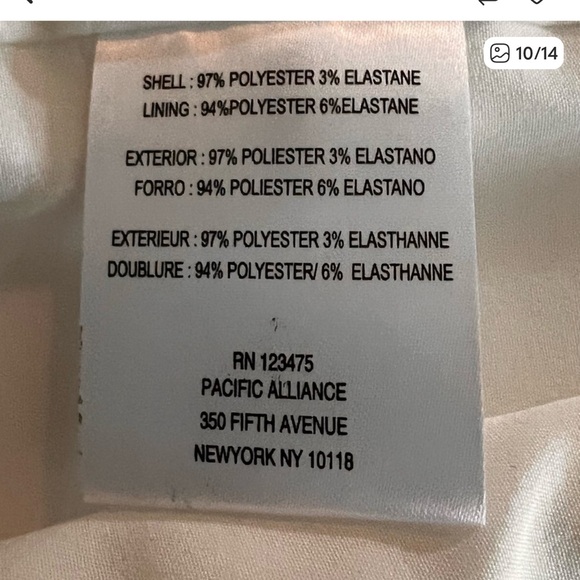 10/14
SHELL : 97% POLYESTER 3% ELASTANE
LINING : 94%POLYESTER 6%ELASTANE
EXTERIOR : 97% POLIESTER 3% ELASTANO
FORRO : 94% POLIESTER 6% ELASTANO
EXTERIEUR : 97% POLYESTER 3% ELASTHANNE
DOUBLURE : 94% POLYESTER/ 6% ELASTHANNE
RN 123475
PACIFIC ALLIANCE
350 FIFTH AVENUE
NEWYORK NY 10118